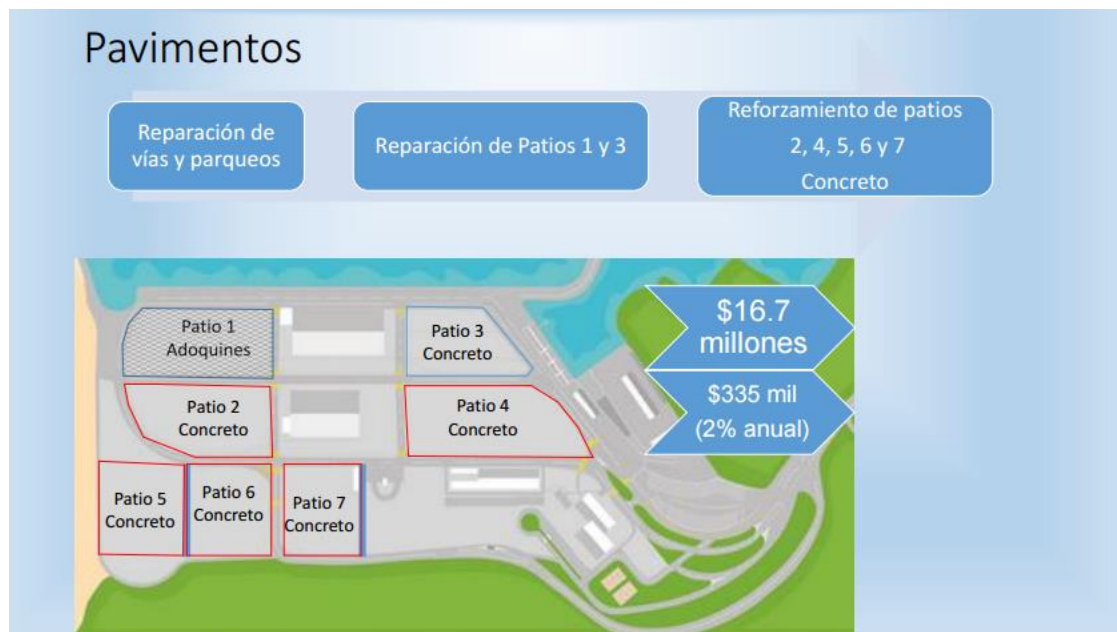 Pavimentos
Reparación de
vías y parqueos
Reparación de Patios 1 y 3
Reforzamiento de patios
2, 4, 5, 6 y 7
Concreto
Patio 1
Adoquines
Patio 3
Concreto
$16.7
millones
Patio 2
Concreto
Patio 4
Concreto
$335 mil
(2% anual)
Patio 5
Concreto
Patio 6
Concreto
Patio 7
Concreto